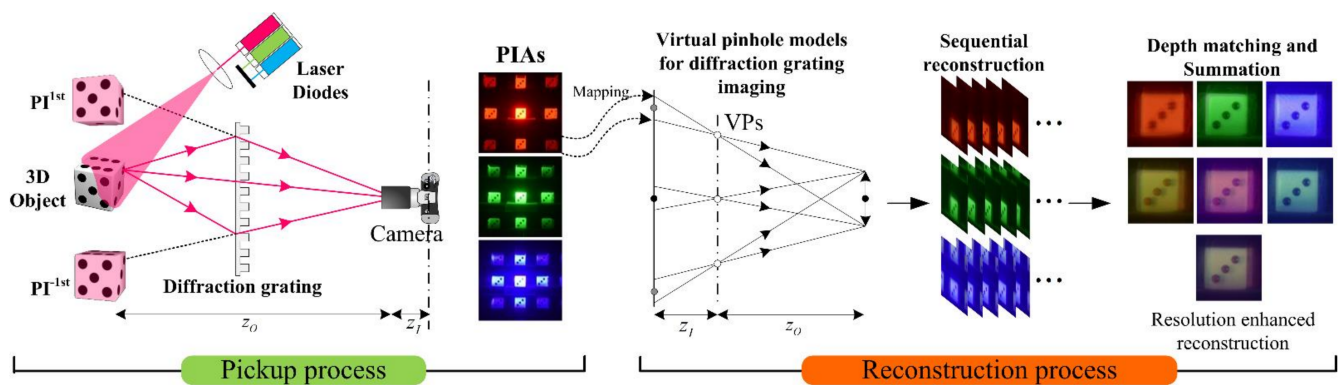 PI1st
3D
Object
PI-1st
Laser
Diodes
Diffraction grating
Camera
zO
zI
PIAs
Mapping
Virtual pinhole models
for diffraction grating
imaging
VPs
zI
zO
Sequential
reconstruction
...
...
...
Depth matching and
Summation
Resolution enhanced
reconstruction
Pickup process
Reconstruction process